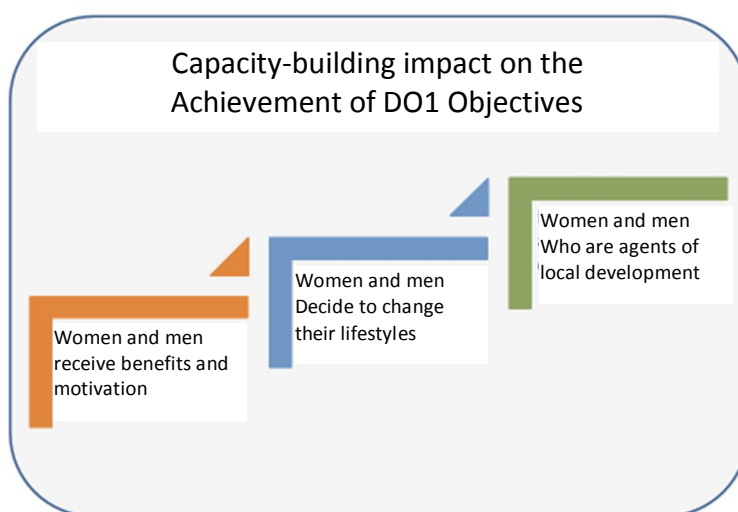 Capacity-building impact on the
Achievement of DO1 Objectives
Women and men
receive benefits and
motivation
Women and men
Decide to change
their lifestyles
Women and men
Who are agents of
local development